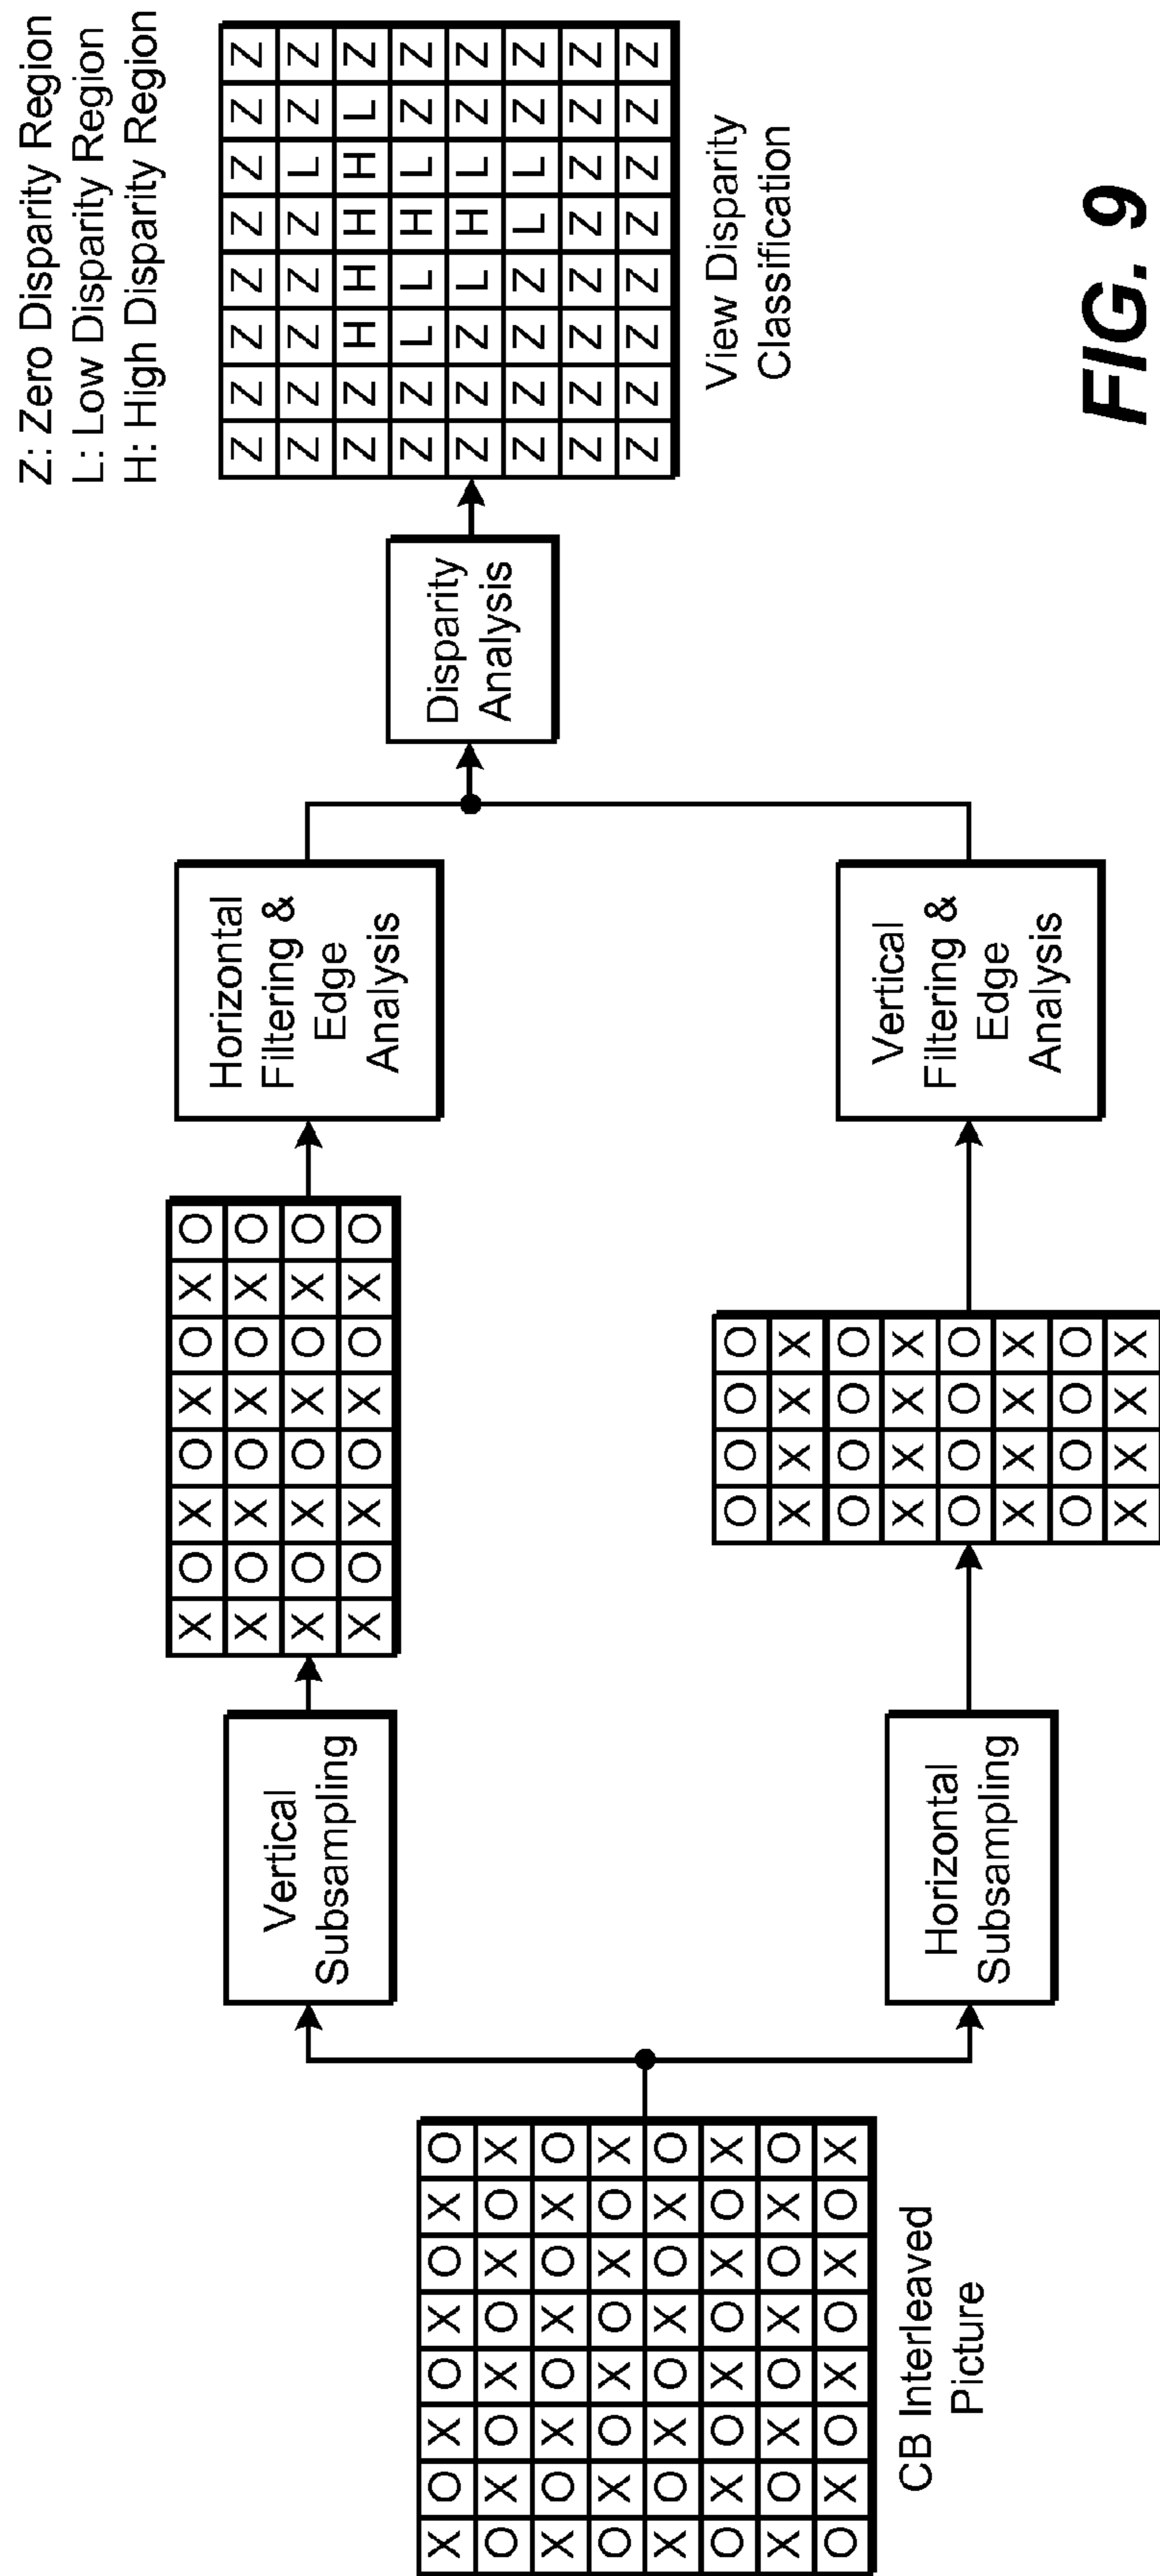 Z: Zero Disparity Region
L: Low Disparity Region
H: High Disparity Region
CB Interleaved
Picture
X O X O X O X O
O X O X O X O X
X O X O X O X O
O X O X O X O X
X O X O X O X O
O X O X O X O X
X O X O X O X O
O X O X O X O X
Vertical
Subsampling
X O X O X O X O
X O X O X O X O
X O X O X O X O
X O X O X O X O
Horizontal
Filtering &
Edge
Analysis
Horizontal
Subsampling
O O O O
X X X X
O O O O
X X X X
O O O O
X X X X
O O O O
X X X X
Vertical
Filtering &
Edge
Analysis
Disparity
Analysis
Z Z Z Z Z Z Z Z
Z Z Z Z Z L Z Z
Z Z H H H H L Z
Z Z L L H L Z Z
Z Z Z L H L Z Z
Z Z Z Z L L Z Z
Z Z Z Z Z Z Z Z
Z Z Z Z Z Z Z Z
View Disparity
Classification
FIG. 9